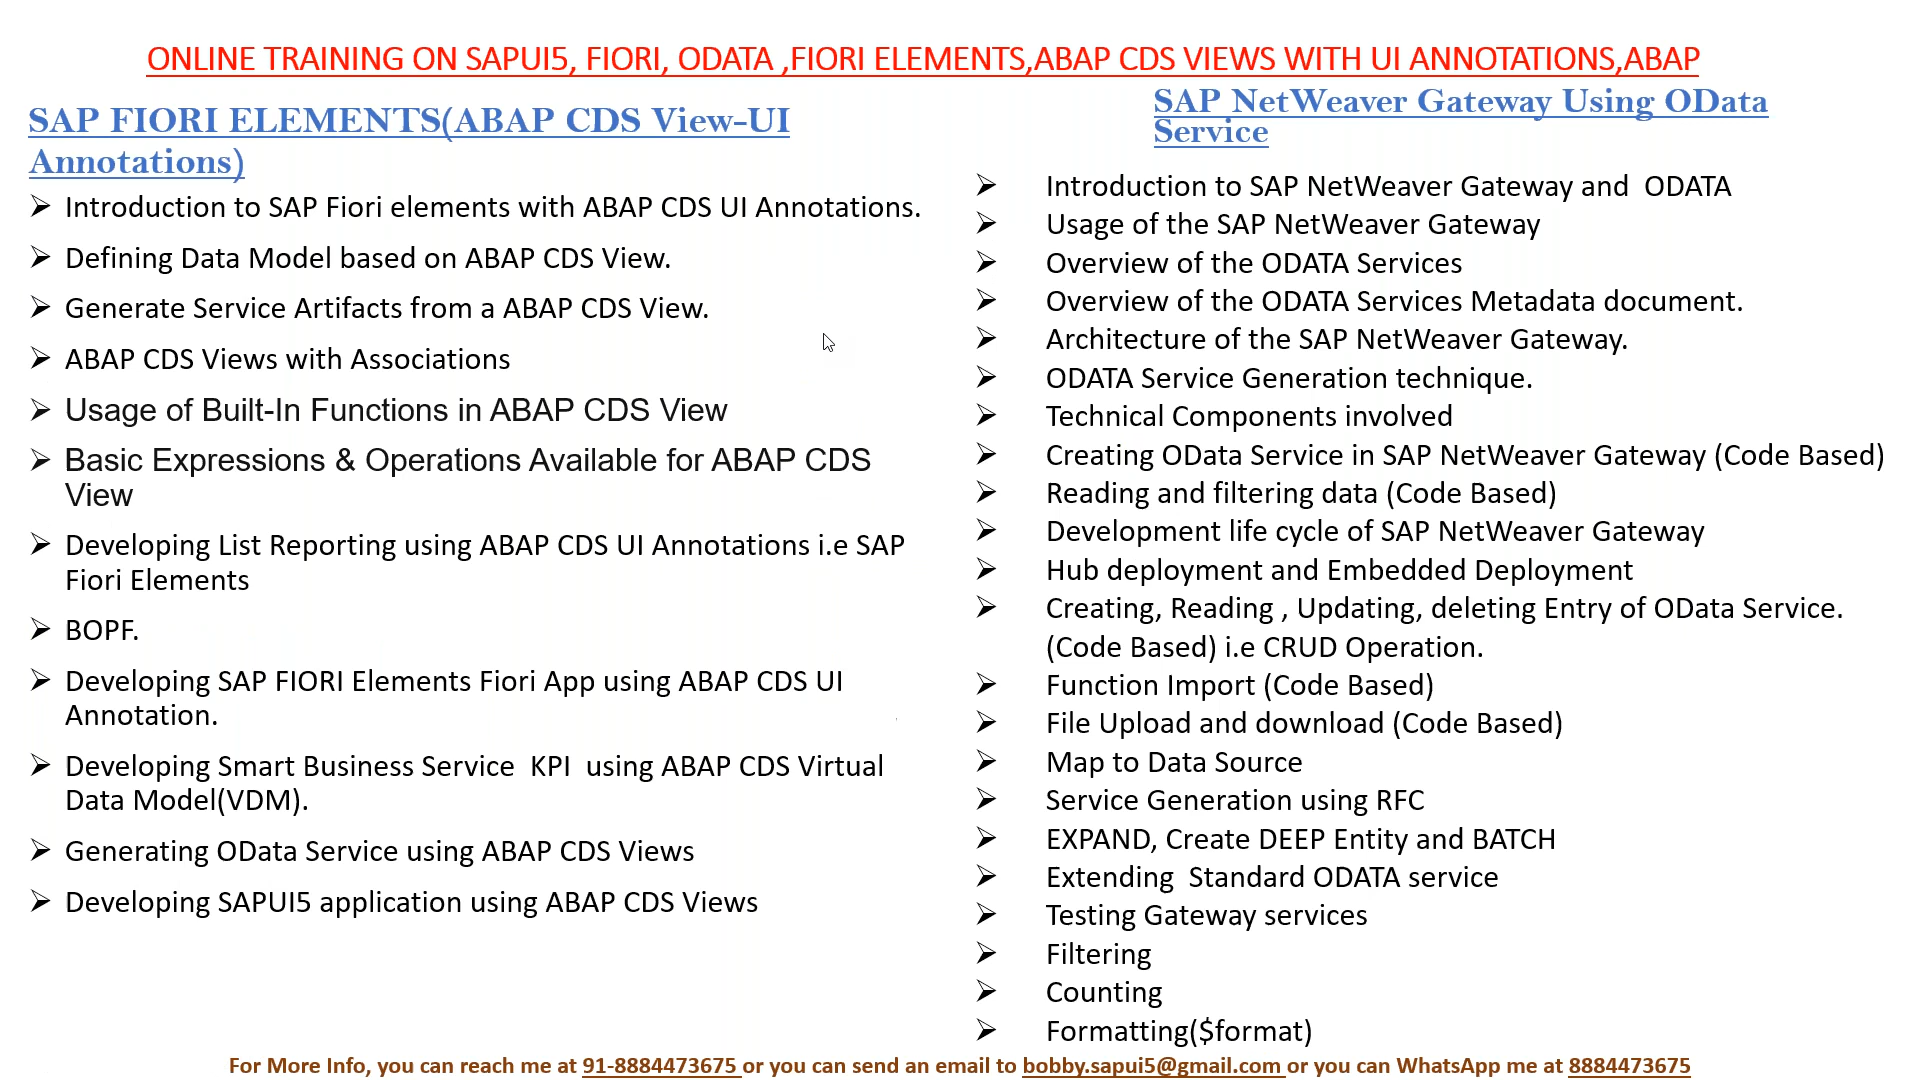 ONLINE TRAINING ON SAPUI5, FIORI, ODATA ,FIORI ELEMENTS,ABAP CDS VIEWS WITH UI ANNOTATIONS,ABAP
SAP FIORI ELEMENTS(ABAP CDS View-UI
Annotations)
➢ Introduction to SAP Fiori elements with ABAP CDS UI Annotations.
➢ Defining Data Model based on ABAP CDS View.
➢ Generate Service Artifacts from a ABAP CDS View.
➢ ABAP CDS Views with Associations
➢ Usage of Built-In Functions in ABAP CDS View
➢ Basic Expressions & Operations Available for ABAP CDS
View
➢ Developing List Reporting using ABAP CDS UI Annotations i.e SAP
Fiori Elements
➢ BOPF.
➢ Developing SAP FIORI Elements Fiori App using ABAP CDS UI
Annotation.
➢ Developing Smart Business Service  KPI  using ABAP CDS Virtual
Data Model(VDM).
➢ Generating OData Service using ABAP CDS Views
➢ Developing SAPUI5 application using ABAP CDS Views
SAP NetWeaver Gateway Using OData
Service
➢ Introduction to SAP NetWeaver Gateway and  ODATA
➢ Usage of the SAP NetWeaver Gateway
➢ Overview of the ODATA Services
➢ Overview of the ODATA Services Metadata document.
➢ Architecture of the SAP NetWeaver Gateway.
➢ ODATA Service Generation technique.
➢ Technical Components involved
➢ Creating OData Service in SAP NetWeaver Gateway (Code Based)
➢ Reading and filtering data (Code Based)
➢ Development life cycle of SAP NetWeaver Gateway
➢ Hub deployment and Embedded Deployment
➢ Creating, Reading , Updating, deleting Entry of OData Service.
(Code Based) i.e CRUD Operation.
➢ Function Import (Code Based)
➢ File Upload and download (Code Based)
➢ Map to Data Source
➢ Service Generation using RFC
➢ EXPAND, Create DEEP Entity and BATCH
➢ Extending  Standard ODATA service
➢ Testing Gateway services
➢ Filtering
➢ Counting
➢ Formatting($format)
For More Info, you can reach me at 91-8884473675 or you can send an email to bobby.sapui5@gmail.com or you can WhatsApp me at 8884473675